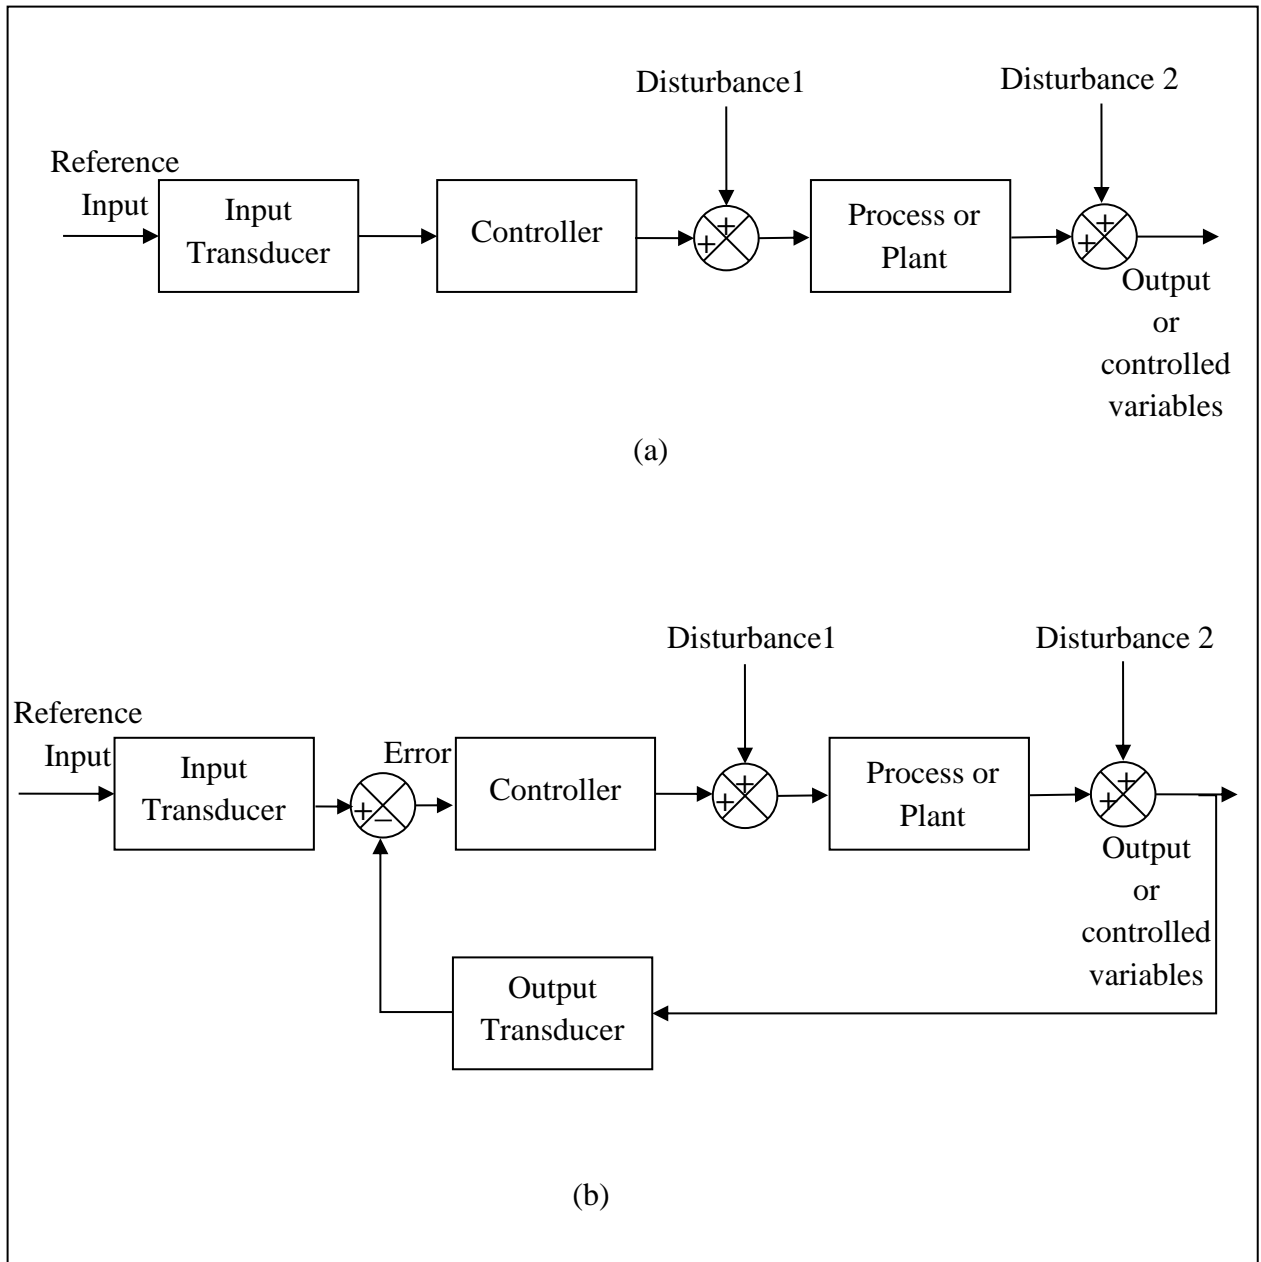 Disturbance1
Disturbance 2
Reference
Input
Input
Transducer
Controller
+
+
Process or
Plant
+
+
Output
or
controlled
variables
(a)
Disturbance1
Disturbance 2
Reference
Input
Input
Transducer
Error
+
−
Controller
+
+
Process or
Plant
+
+
Output
or
controlled
variables
Output
Transducer
(b)